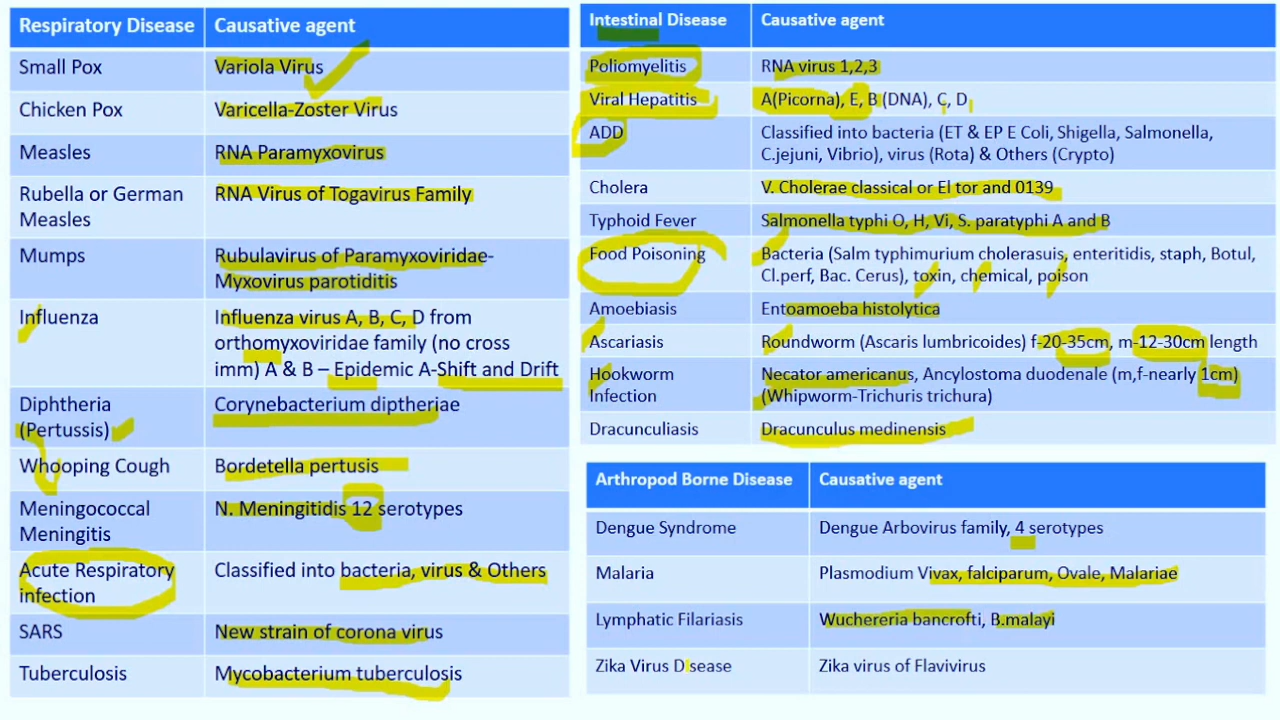 Respiratory Disease Causative agent
Small Pox Variola Virus
Chicken Pox Varicella-Zoster Virus
Measles RNA Paramyxovirus
Rubella or German RNA Virus of Togavirus Family
Measles
Mumps Rubulavirus of Paramyxoviridae-
Myxovirus parotiditis
Influenza Influenza virus A, B, C, D from
orthomyxoviridae family (no cross
imm) A & B – Epidemic A-Shift and Drift
Diphtheria Corynebacterium diptheriae
(Pertussis)
Whooping Cough Bordetella pertusis
Meningococcal N. Meningitidis 12 serotypes
Meningitis
Acute Respiratory Classified into bacteria, virus & Others
infection
SARS New strain of corona virus
Tuberculosis Mycobacterium tuberculosis
Intestinal Disease Causative agent
Poliomyelitis RNA virus 1,2,3
Viral Hepatitis A(Picorna), E, B (DNA), C, D
ADD Classified into bacteria (ET & EP E Coli, Shigella, Salmonella,
C.jejuni, Vibrio), virus (Rota) & Others (Crypto)
Cholera V. Cholerae classical or El tor and 0139
Typhoid Fever Salmonella typhi O, H, Vi, S. paratyphi A and B
Food Poisoning Bacteria (Salm typhimurium cholerasuis, enteritidis, staph, Botul,
Cl.perf, Bac. Cerus), toxin, chemical, poison
Amoebiasis Entoamoeba histolytica
Ascariasis Roundworm (Ascaris lumbricoides) f-20-35cm, m-12-30cm length
Hookworm Necator americanus, Ancylostoma duodenale (m,f-nearly 1cm)
Infection (Whipworm-Trichuris trichura)
Dracunculiasis Dracunculus medinensis
Arthropod Borne Disease Causative agent
Dengue Syndrome Dengue Arbovirus family, 4 serotypes
Malaria Plasmodium Vivax, falciparum, Ovale, Malariae
Lymphatic Filariasis Wuchereria bancrofti, B.malayi
Zika Virus Disease Zika virus of Flavivirus